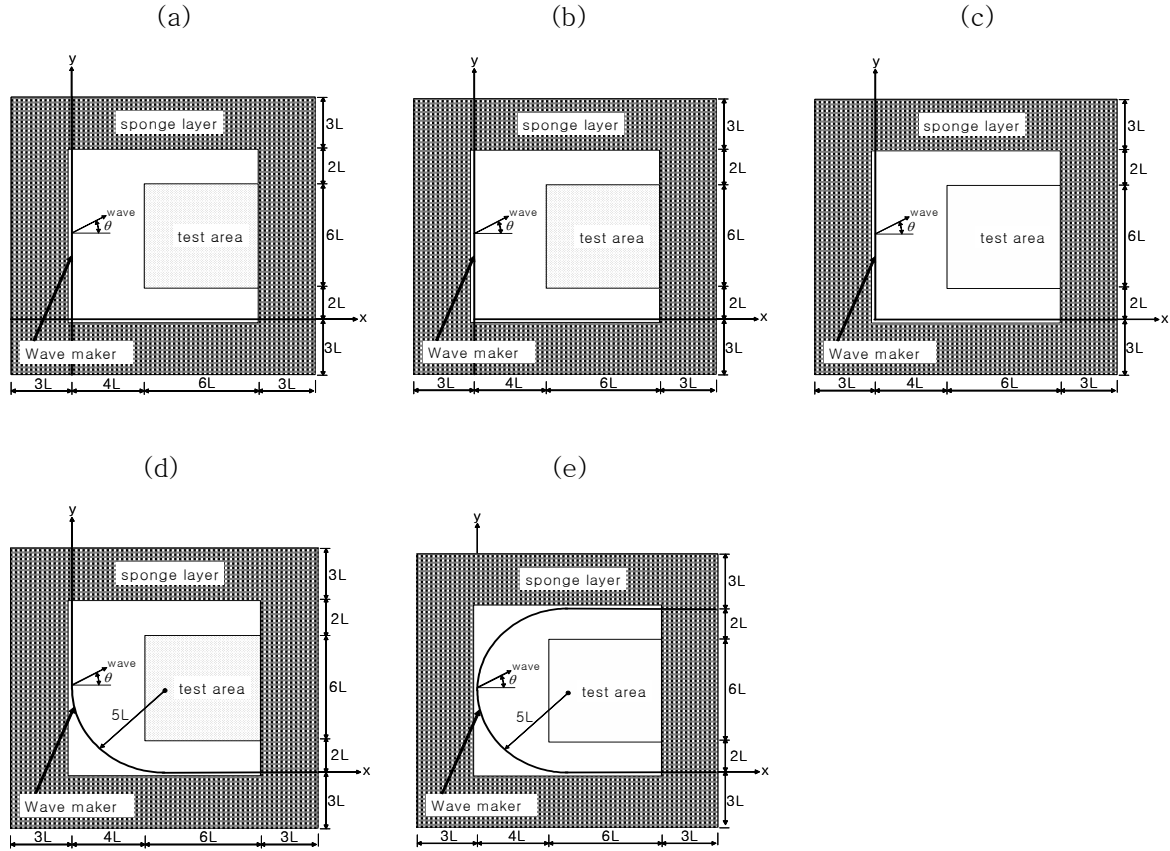 (a)
y
sponge layer
3L
2L
wave
θ
test area
6L
2L
x
Wave maker
3L
3L
4L
6L
3L
(b)
y
sponge layer
3L
2L
wave
θ
test area
6L
2L
x
Wave maker
3L
3L
4L
6L
3L
(c)
y
sponge layer
3L
2L
wave
θ
test area
6L
2L
x
Wave maker
3L
3L
4L
6L
3L
(d)
y
sponge layer
3L
2L
wave
θ
test area
6L
5L
2L
x
Wave maker
3L
3L
4L
6L
3L
(e)
y
sponge layer
3L
2L
wave
θ
test area
6L
5L
2L
x
Wave maker
3L
3L
4L
6L
3L